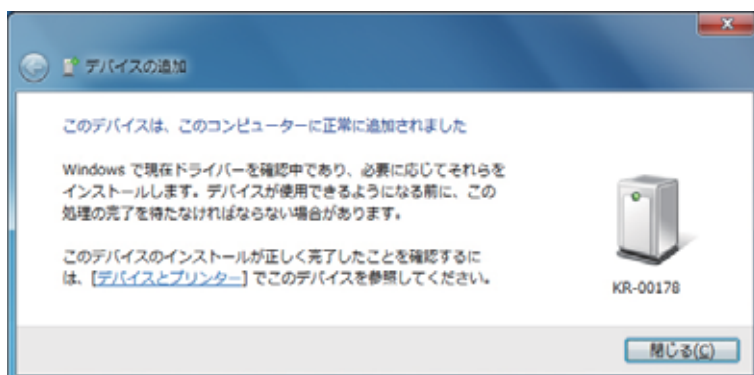 デバイスの追加
このデバイスは、このコンピューターに正常に追加されました
Windows で現在ドライバーを確認中であり、必要に応じてそれらを
インストールします。デバイスが使用できるようになる前に、この
処理の完了を待たなければならない場合があります。
このデバイスのインストールが正しく完了したことを確認するに
は、[デバイスとプリンター] でこのデバイスを参照してください。
KR-00178
閉じる(C)